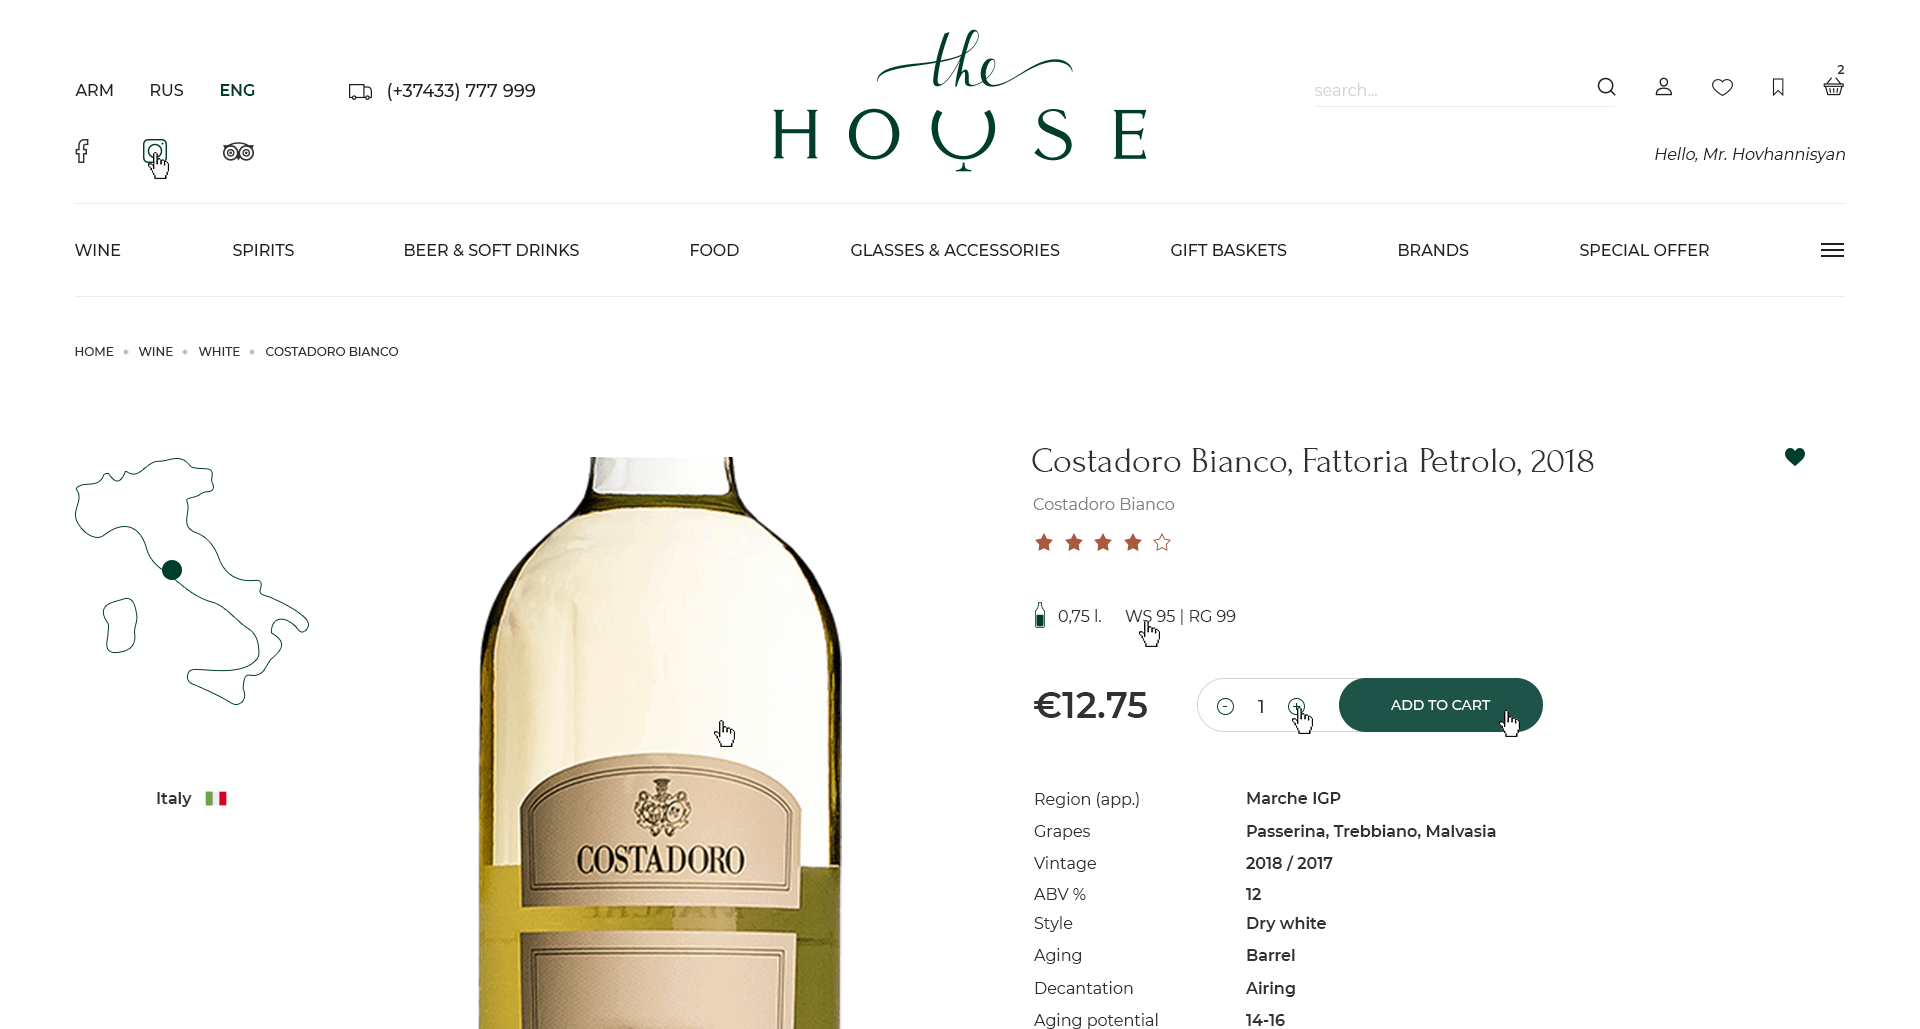 ARM RUS ENG
(+37433) 777 999
the
HOUSE
search...
2
Hello, Mr. Hovhannisyan
WINE SPIRITS BEER & SOFT DRINKS FOOD GLASSES & ACCESSORIES GIFT BASKETS BRANDS SPECIAL OFFER
HOME WINE WHITE COSTADORO BIANCO
Italy
COSTADORO
Costadoro Bianco, Fattoria Petrolo, 2018
Costadoro Bianco
0,75 l. WS 95 | RG 99
€12.75 - 1 + ADD TO CART
Region (app.) Marche IGP
Grapes Passerina, Trebbiano, Malvasia
Vintage 2018 / 2017
ABV % 12
Style Dry white
Aging Barrel
Decantation Airing
Aging potential 14-16